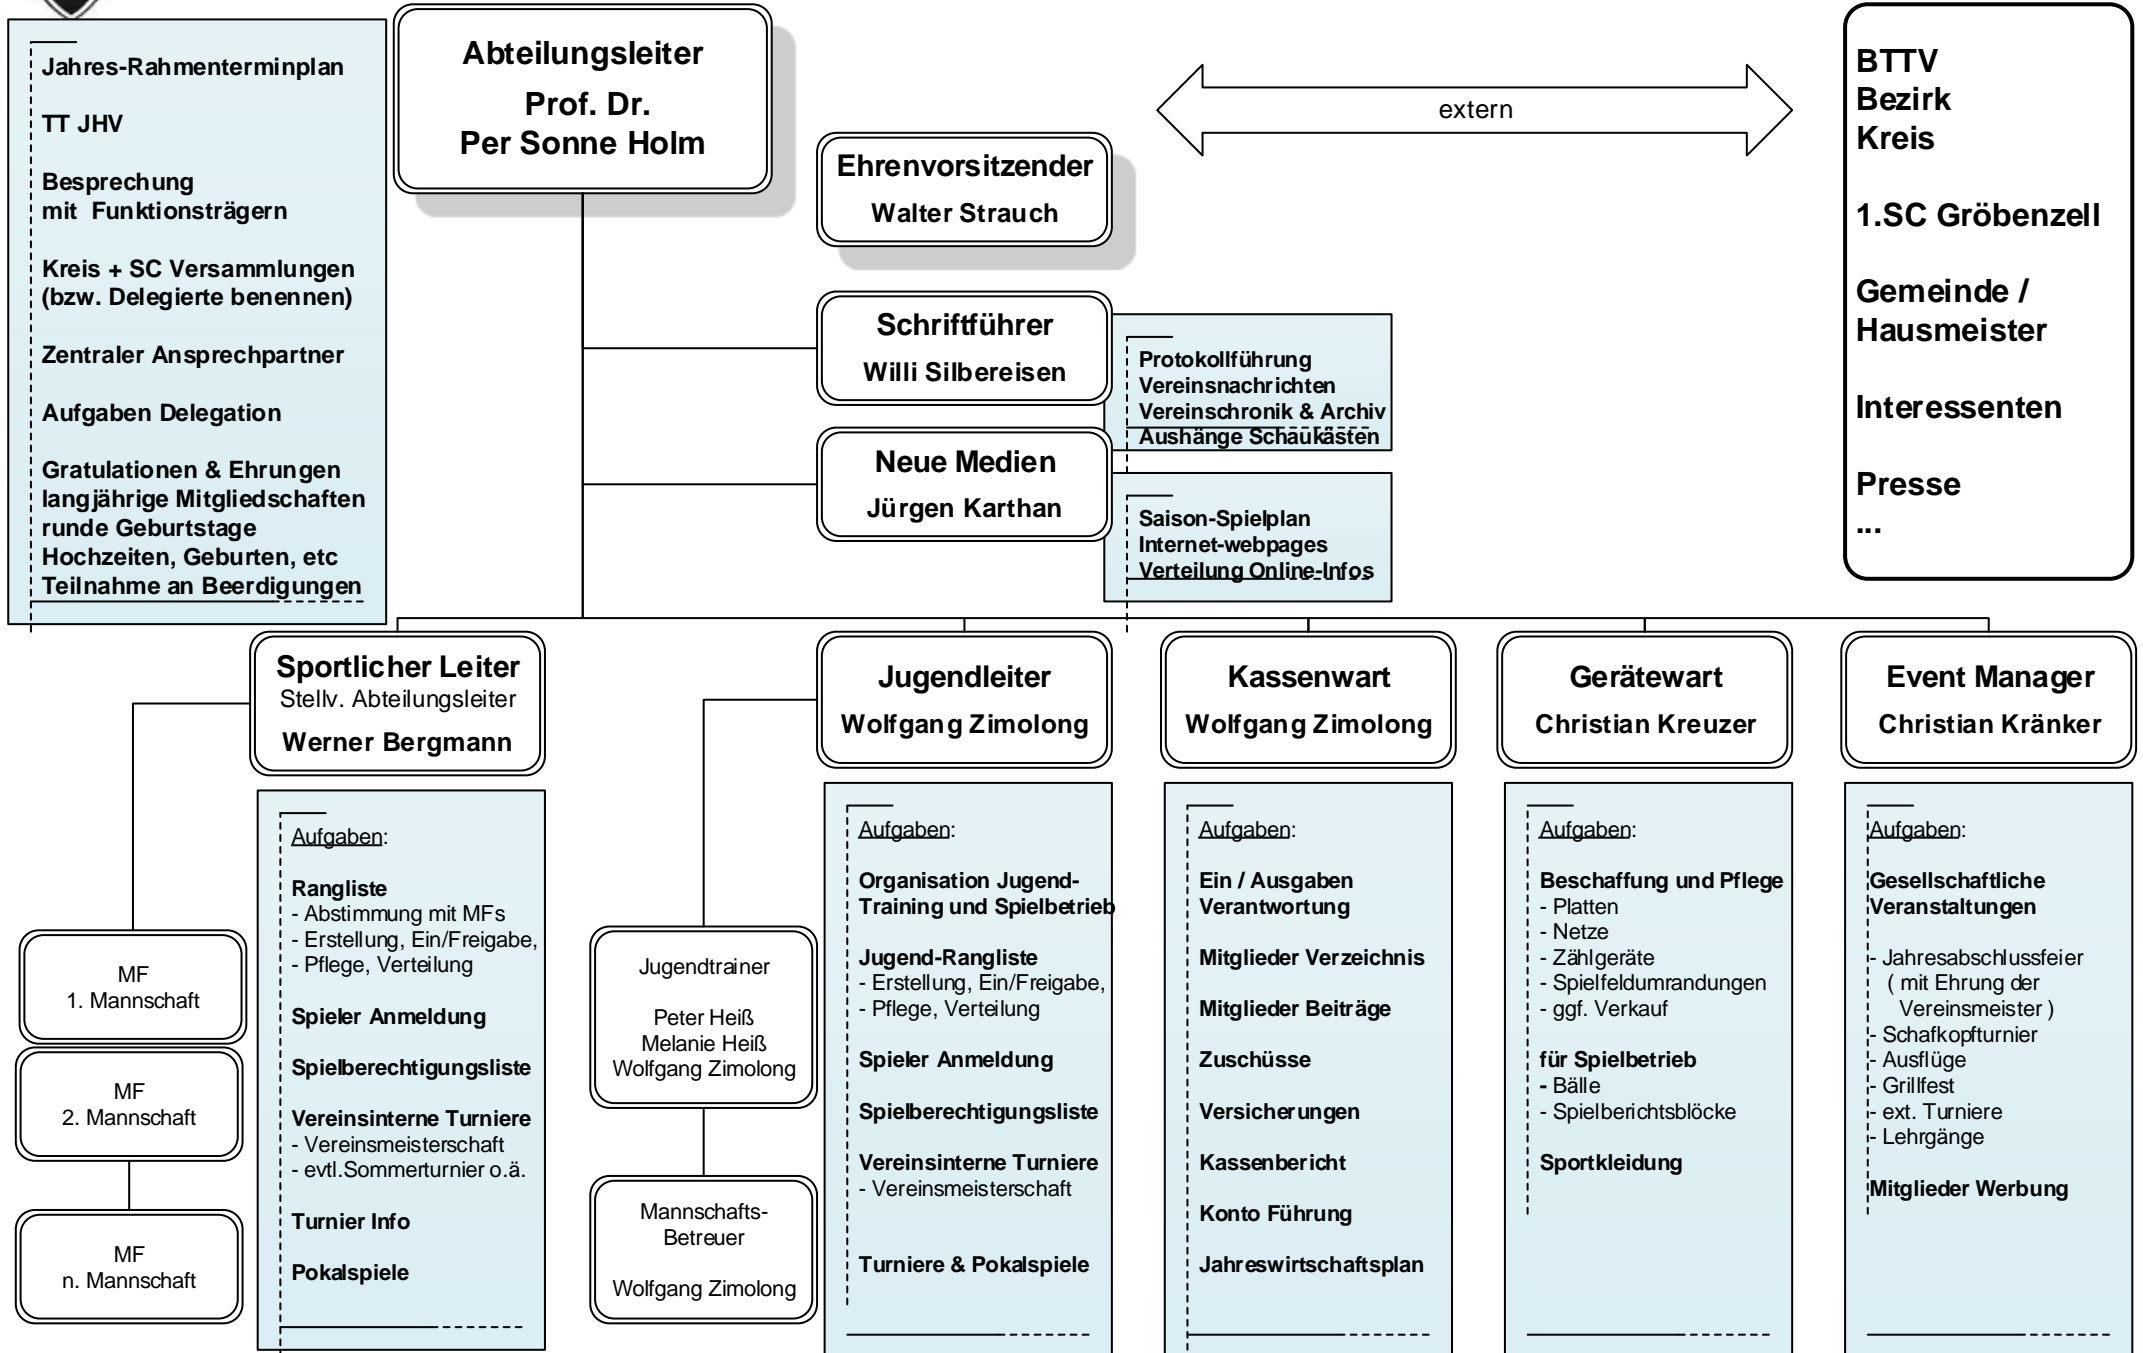 Jahres-Rahmenterminplan
TT JHV
Besprechung
mit Funktionsträgern
Kreis + SC Versammlungen
(bzw. Delegierte benennen)
Zentraler Ansprechpartner
Aufgaben Delegation
Gratulationen & Ehrungen
langjährige Mitgliedschaften
runde Geburtstage
Hochzeiten, Geburten, etc
Teilnahme an Beerdigungen
Abteilungsleiter
Prof. Dr.
Per Sonne Holm
Ehrenvorsitzender
Walter Strauch
extern
BTTV
Bezirk
Kreis
1.SC Gröbenzell
Gemeinde /
Hausmeister
Interessenten
Presse
...
Schriftführer
Willi Silbereisen
Protokollführung
Vereinsnachrichten
Vereinschronik & Archiv
Aushänge Schaukästen
Neue Medien
Jürgen Karthan
Saison-Spielplan
Internet-webpages
Verteilung Online-Infos
Sportlicher Leiter
Stellv. Abteilungsleiter
Werner Bergmann
Aufgaben:
Rangliste
- Abstimmung mit MFs
- Erstellung, Ein/Freigabe,
- Pflege, Verteilung
Spieler Anmeldung
Spielberechtigungsliste
Vereinsinterne Turniere
- Vereinsmeisterschaft
- evtl.Sommerturnier o.ä.
Turnier Info
Pokalspiele
MF
1. Mannschaft
MF
2. Mannschaft
MF
n. Mannschaft
Jugendleiter
Wolfgang Zimolong
Aufgaben:
Organisation Jugend-
Training und Spielbetrieb
Jugend-Rangliste
- Erstellung, Ein/Freigabe,
- Pflege, Verteilung
Spieler Anmeldung
Spielberechtigungsliste
Vereinsinterne Turniere
- Vereinsmeisterschaft
Turniere & Pokalspiele
Jugendtrainer
Peter Heiß
Melanie Heiß
Wolfgang Zimolong
Mannschafts-
Betreuer
Wolfgang Zimolong
Kassenwart
Wolfgang Zimolong
Aufgaben:
Ein / Ausgaben
Verantwortung
Mitglieder Verzeichnis
Mitglieder Beiträge
Zuschüsse
Versicherungen
Kassenbericht
Konto Führung
Jahreswirtschaftsplan
Gerätewart
Christian Kreuzer
Aufgaben:
Beschaffung und Pflege
- Platten
- Netze
- Zählgeräte
- Spielfeldumrandungen
- ggf. Verkauf
für Spielbetrieb
- Bälle
- Spielberichtsblöcke
Sportkleidung
Event Manager
Christian Kränker
Aufgaben:
Gesellschaftliche
Veranstaltungen
- Jahresabschlussfeier
( mit Ehrung der
Vereinsmeister )
- Schafkopfturnier
- Ausflüge
- Grillfest
- ext. Turniere
- Lehrgänge
Mitglieder Werbung